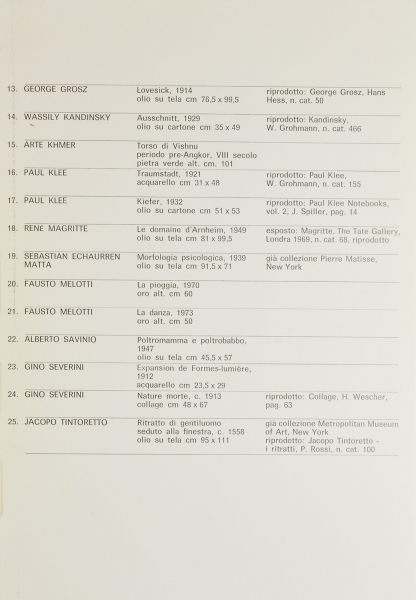 13. GEORGE GROSZ Lovesick, 1914 riprodotto: George Grosz, Hans
olio su tela cm 76,5 x 99,5 Hess, n. cat. 50
14. WASSILY KANDINSKY Ausschnitt, 1929 riprodotto: Kandinsky,
olio su cartone cm 35 x 49 W. Grohmann, n. cat. 466
15. ARTE KHMER Torso di Vishnu
periodo pre-Angkor, VIII secolo
pietra verde alt. cm. 101
16. PAUL KLEE Traumstadt, 1921 riprodotto: Paul Klee,
acquarello cm 31 x 48 W. Grohmann, n. cat. 155
17. PAUL KLEE Kiefer, 1932 riprodotto: Paul Klee Notebooks,
olio su cartone cm 51 x 53 vol. 2, J. Spiller, pag. 14
18. RENE MAGRITTE Le domaine d'Arnheim, 1949 esposto: Magritte, The Tate Gallery,
olio su tela cm 81 x 99,5 Londra 1969, n. cat. 68, riprodotto
19. SEBASTIAN ECHAURREN Morfologia psicologica, 1939 già collezione Pierre Matisse,
MATTA olio su tela cm 91,5 x 71 New York
20. FAUSTO MELOTTI La pioggia, 1970
oro alt. cm 60
21. FAUSTO MELOTTI La danza, 1973
oro alt. cm 50
22. ALBERTO SAVINIO Poltromamma e poltrobabbo,
1947
olio su tela cm 45,5 x 57
23. GINO SEVERINI Expansion de Formes-lumière,
1912
acquarello cm 23,5 x 29
24. GINO SEVERINI Nature morte, c. 1913 riprodotto: Collage, H. Wescher,
collage cm 48 x 67 pag. 63
25. JACOPO TINTORETTO Ritratto di gentiluomo già collezione Metropolitan Museum
seduto alla finestra, c. 1558 of Art, New York
olio su tela cm 95 x 111 riprodotto: Jacopo Tintoretto -
i ritratti, P. Rossi, n. cat. 100